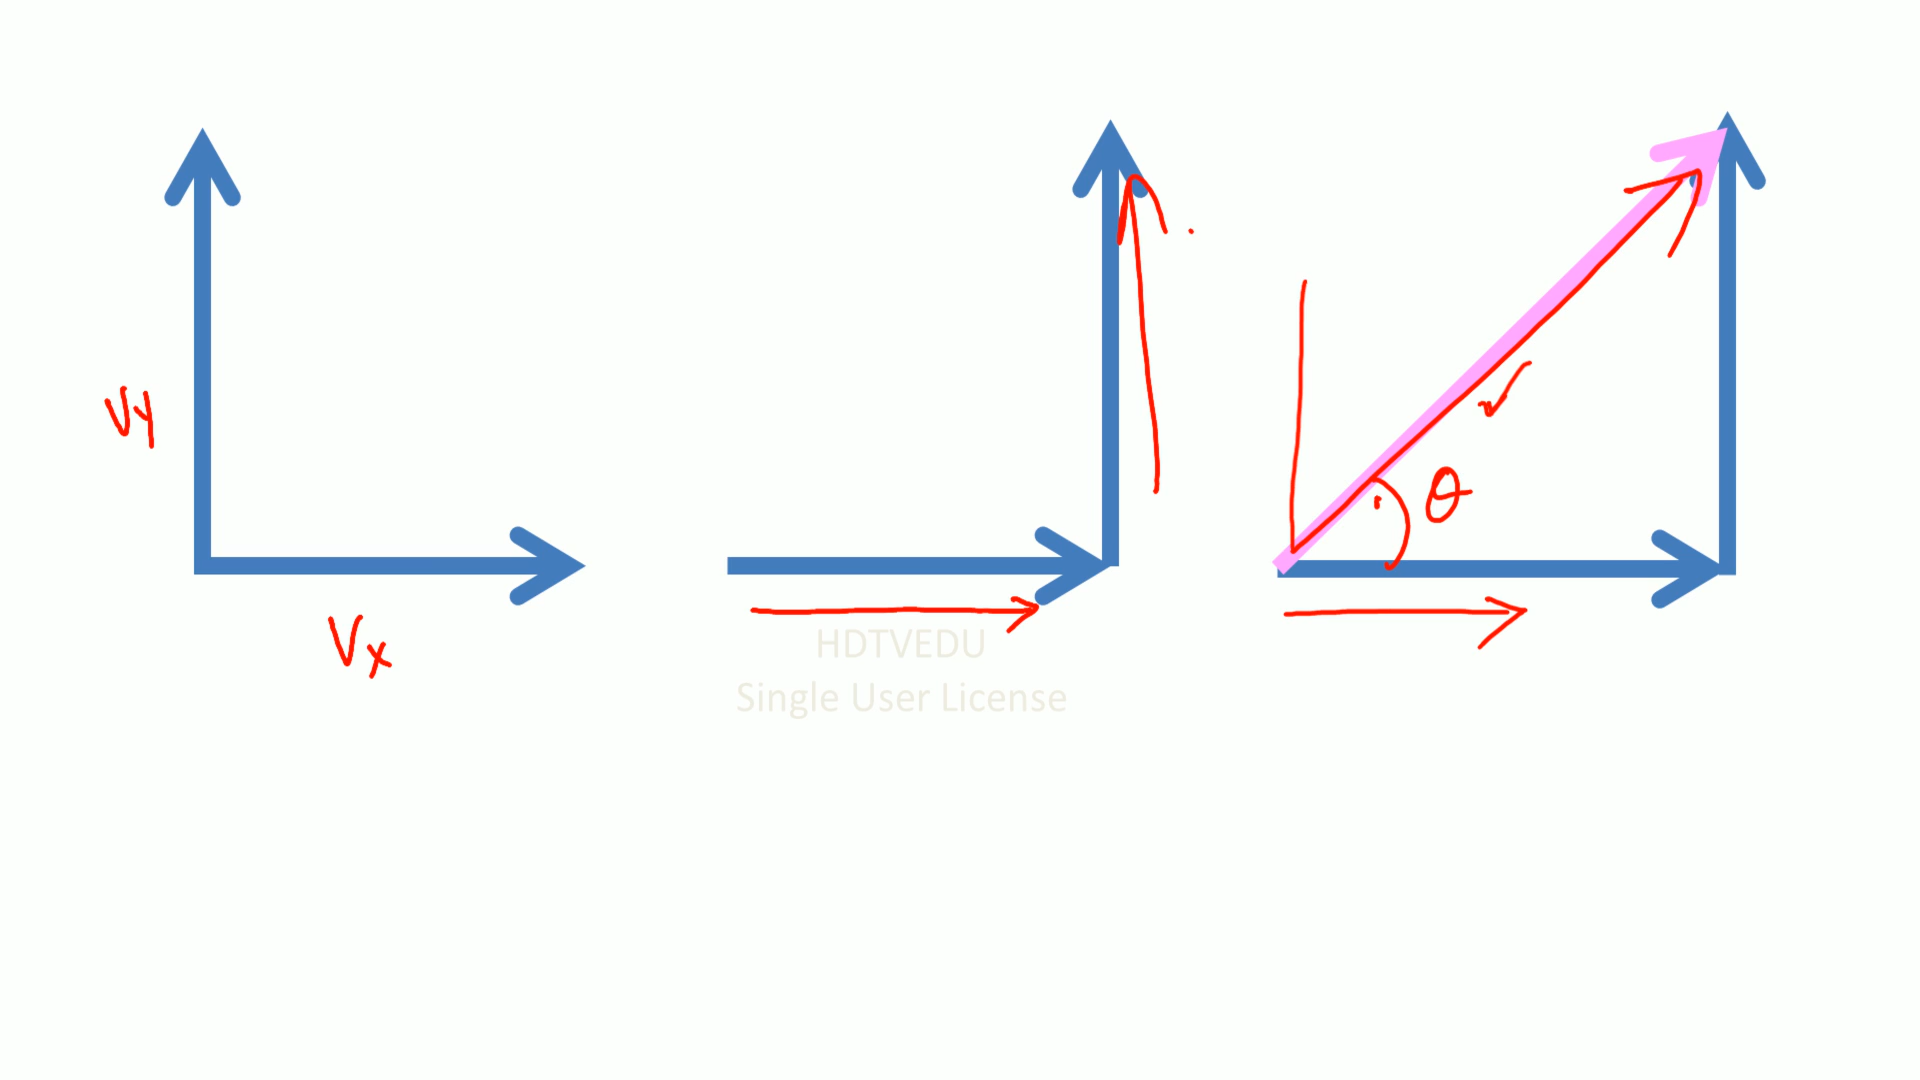 Vy
Vx
θ
HDTVEDU
Single User License